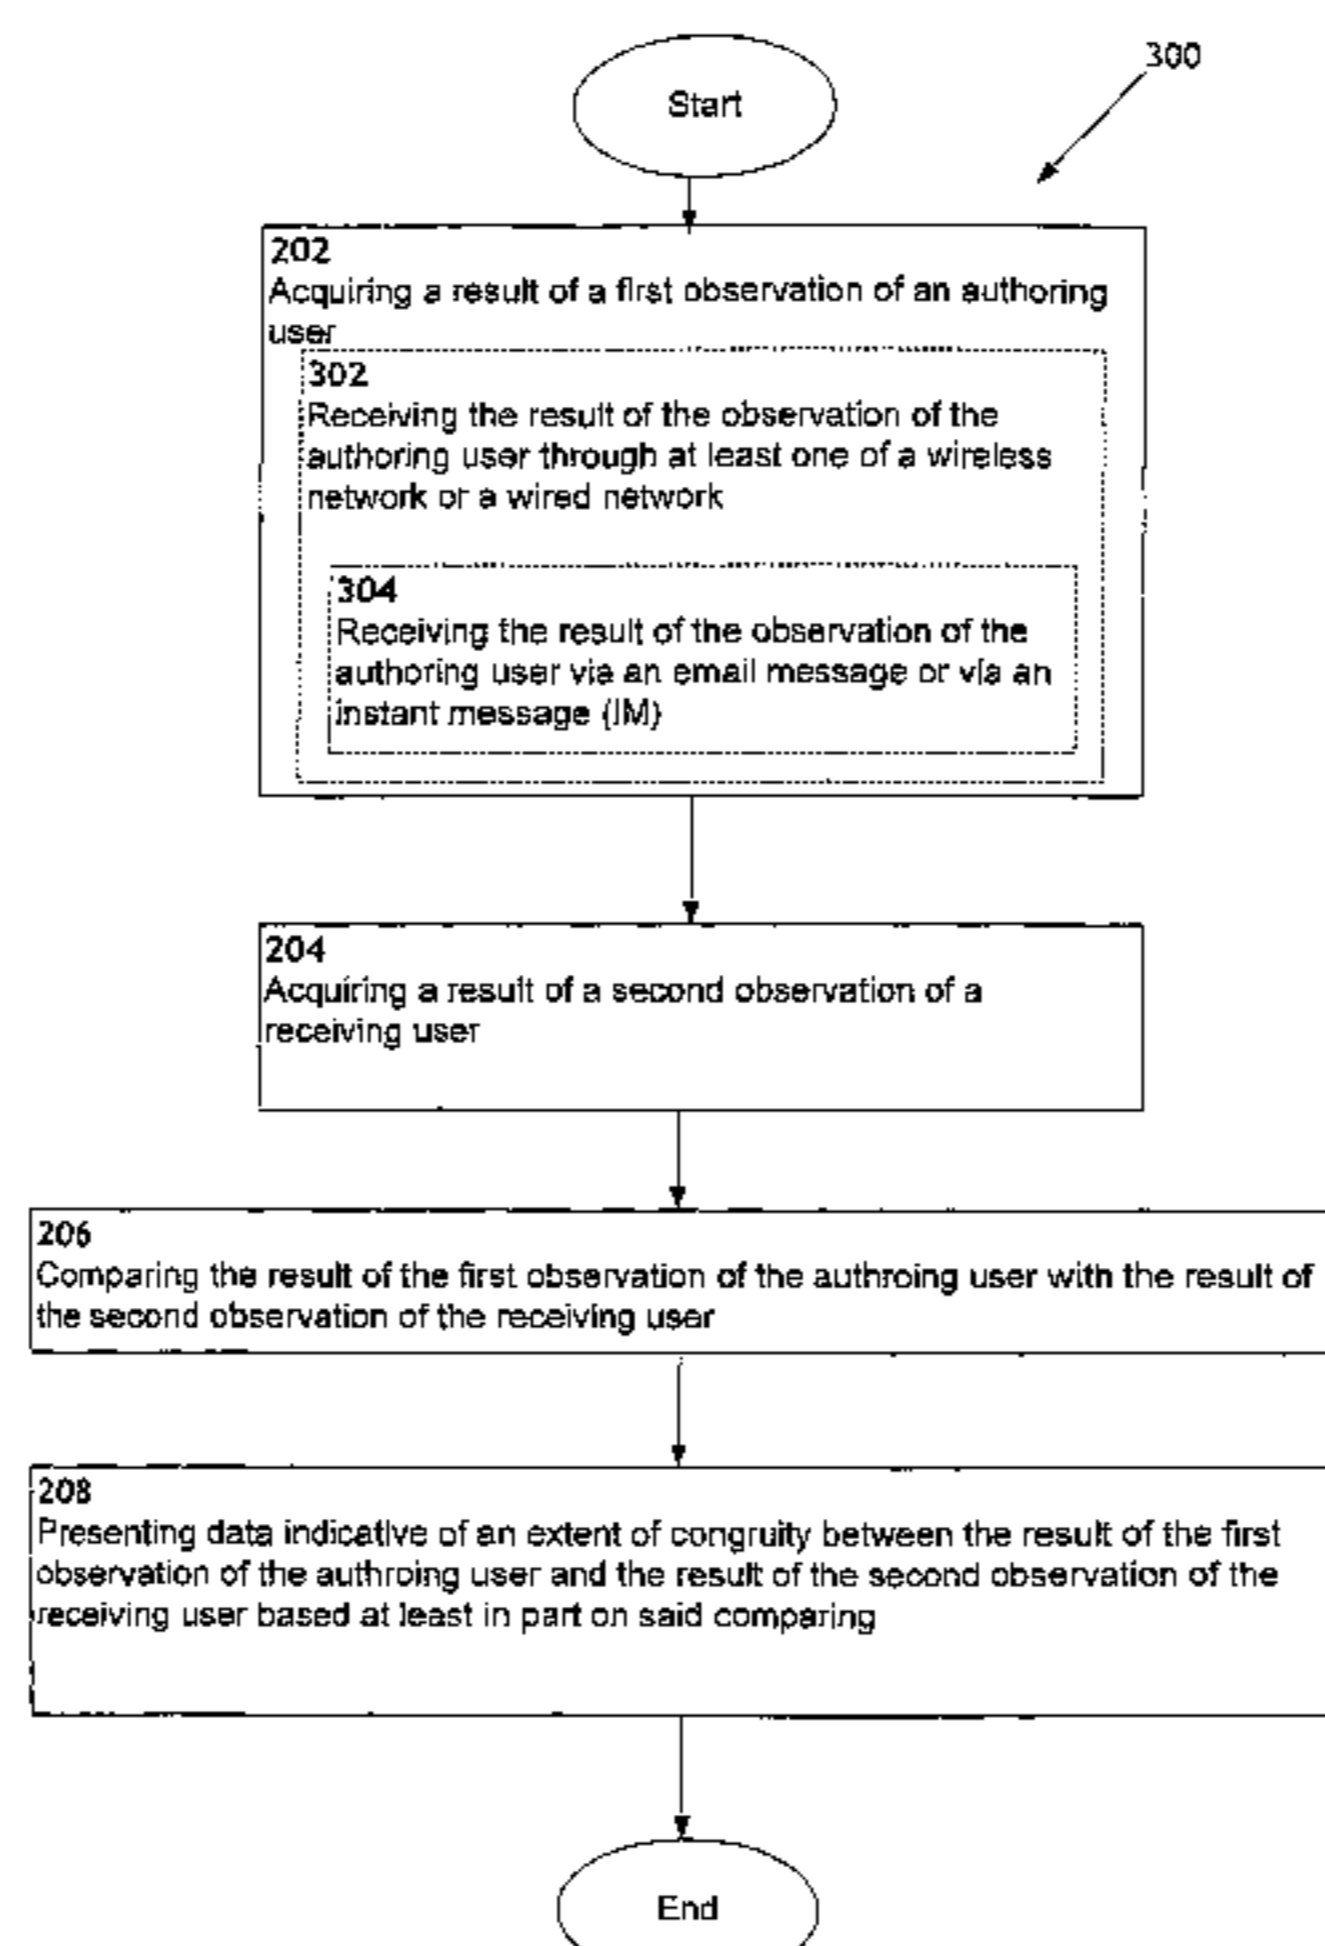 Start
300
202
Acquiring a result of a first observation of an authoring
user
302
Receiving the result of the observation of the
authoring user through at least one of a wireless
network or a wired network
304
Receiving the result of the observation of the
authoring user via an email message or via an
instant message (IM)
204
Acquiring a result of a second observation of a
receiving user
206
Comparing the result of the first observation of the authroing user with the result of
the second observation of the receiving user
208
Presenting data indicative of an extent of congruity between the result of the first
observation of the authroing user and the result of the second observation of the
receiving user based at least in part on said comparing
End